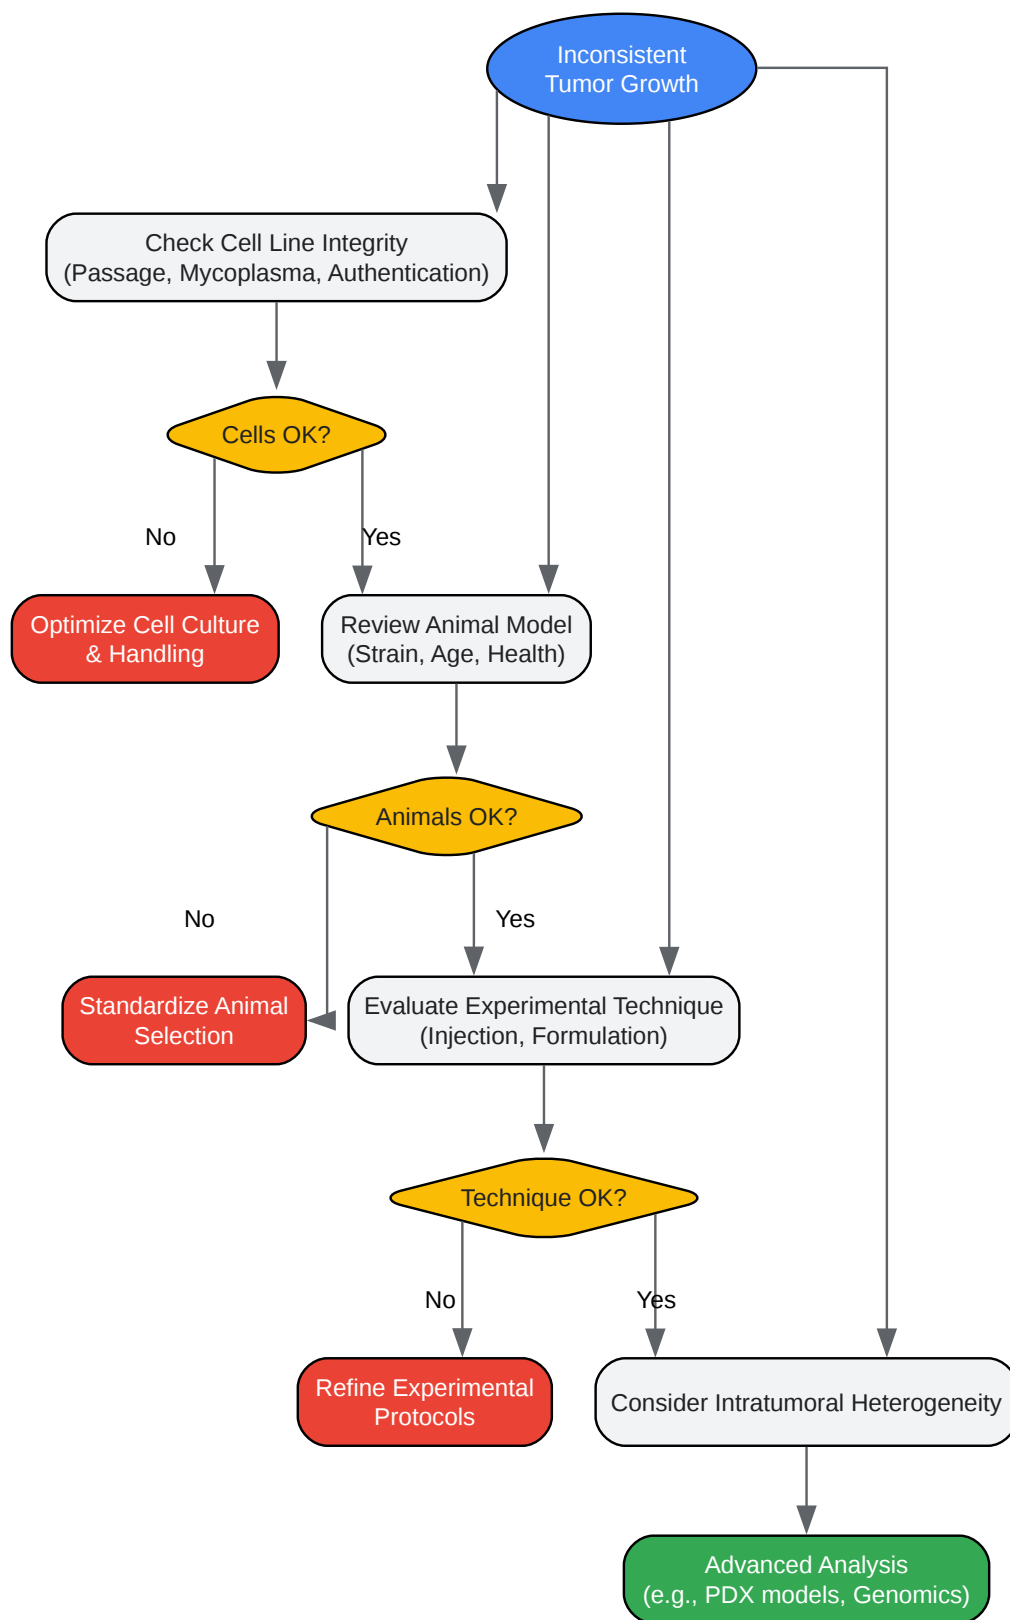 Inconsistent
Tumor Growth
Check Cell Line Integrity
(Passage, Mycoplasma, Authentication)
Cells OK?
No
Yes
Optimize Cell Culture
& Handling
Review Animal Model
(Strain, Age, Health)
Animals OK?
No
Yes
Standardize Animal
Selection
Evaluate Experimental Technique
(Injection, Formulation)
Technique OK?
No
Yes
Refine Experimental
Protocols
Consider Intratumoral Heterogeneity
Advanced Analysis
(e.g., PDX models, Genomics)